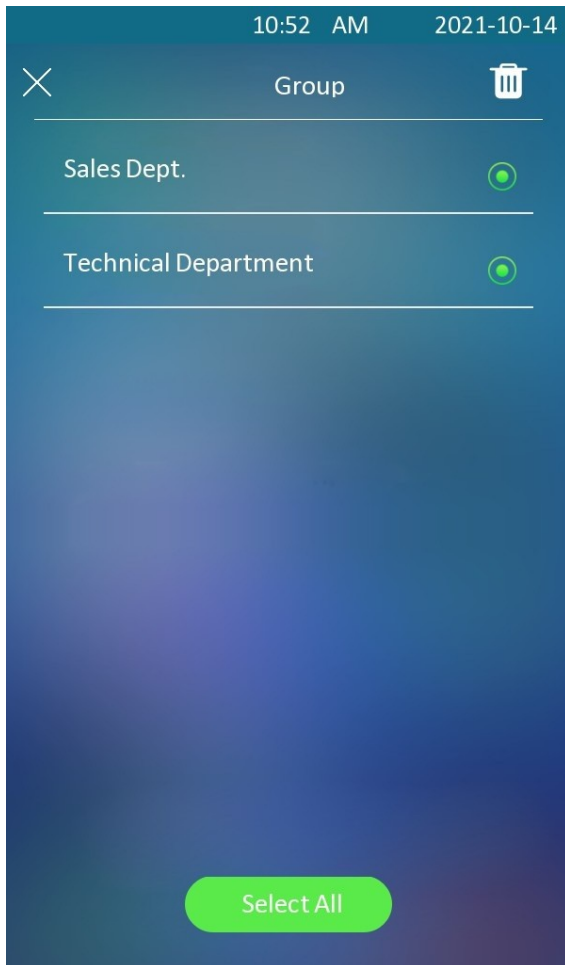 10:52 AM 2021-10-14
Group
Sales Dept.
Technical Department
Select All